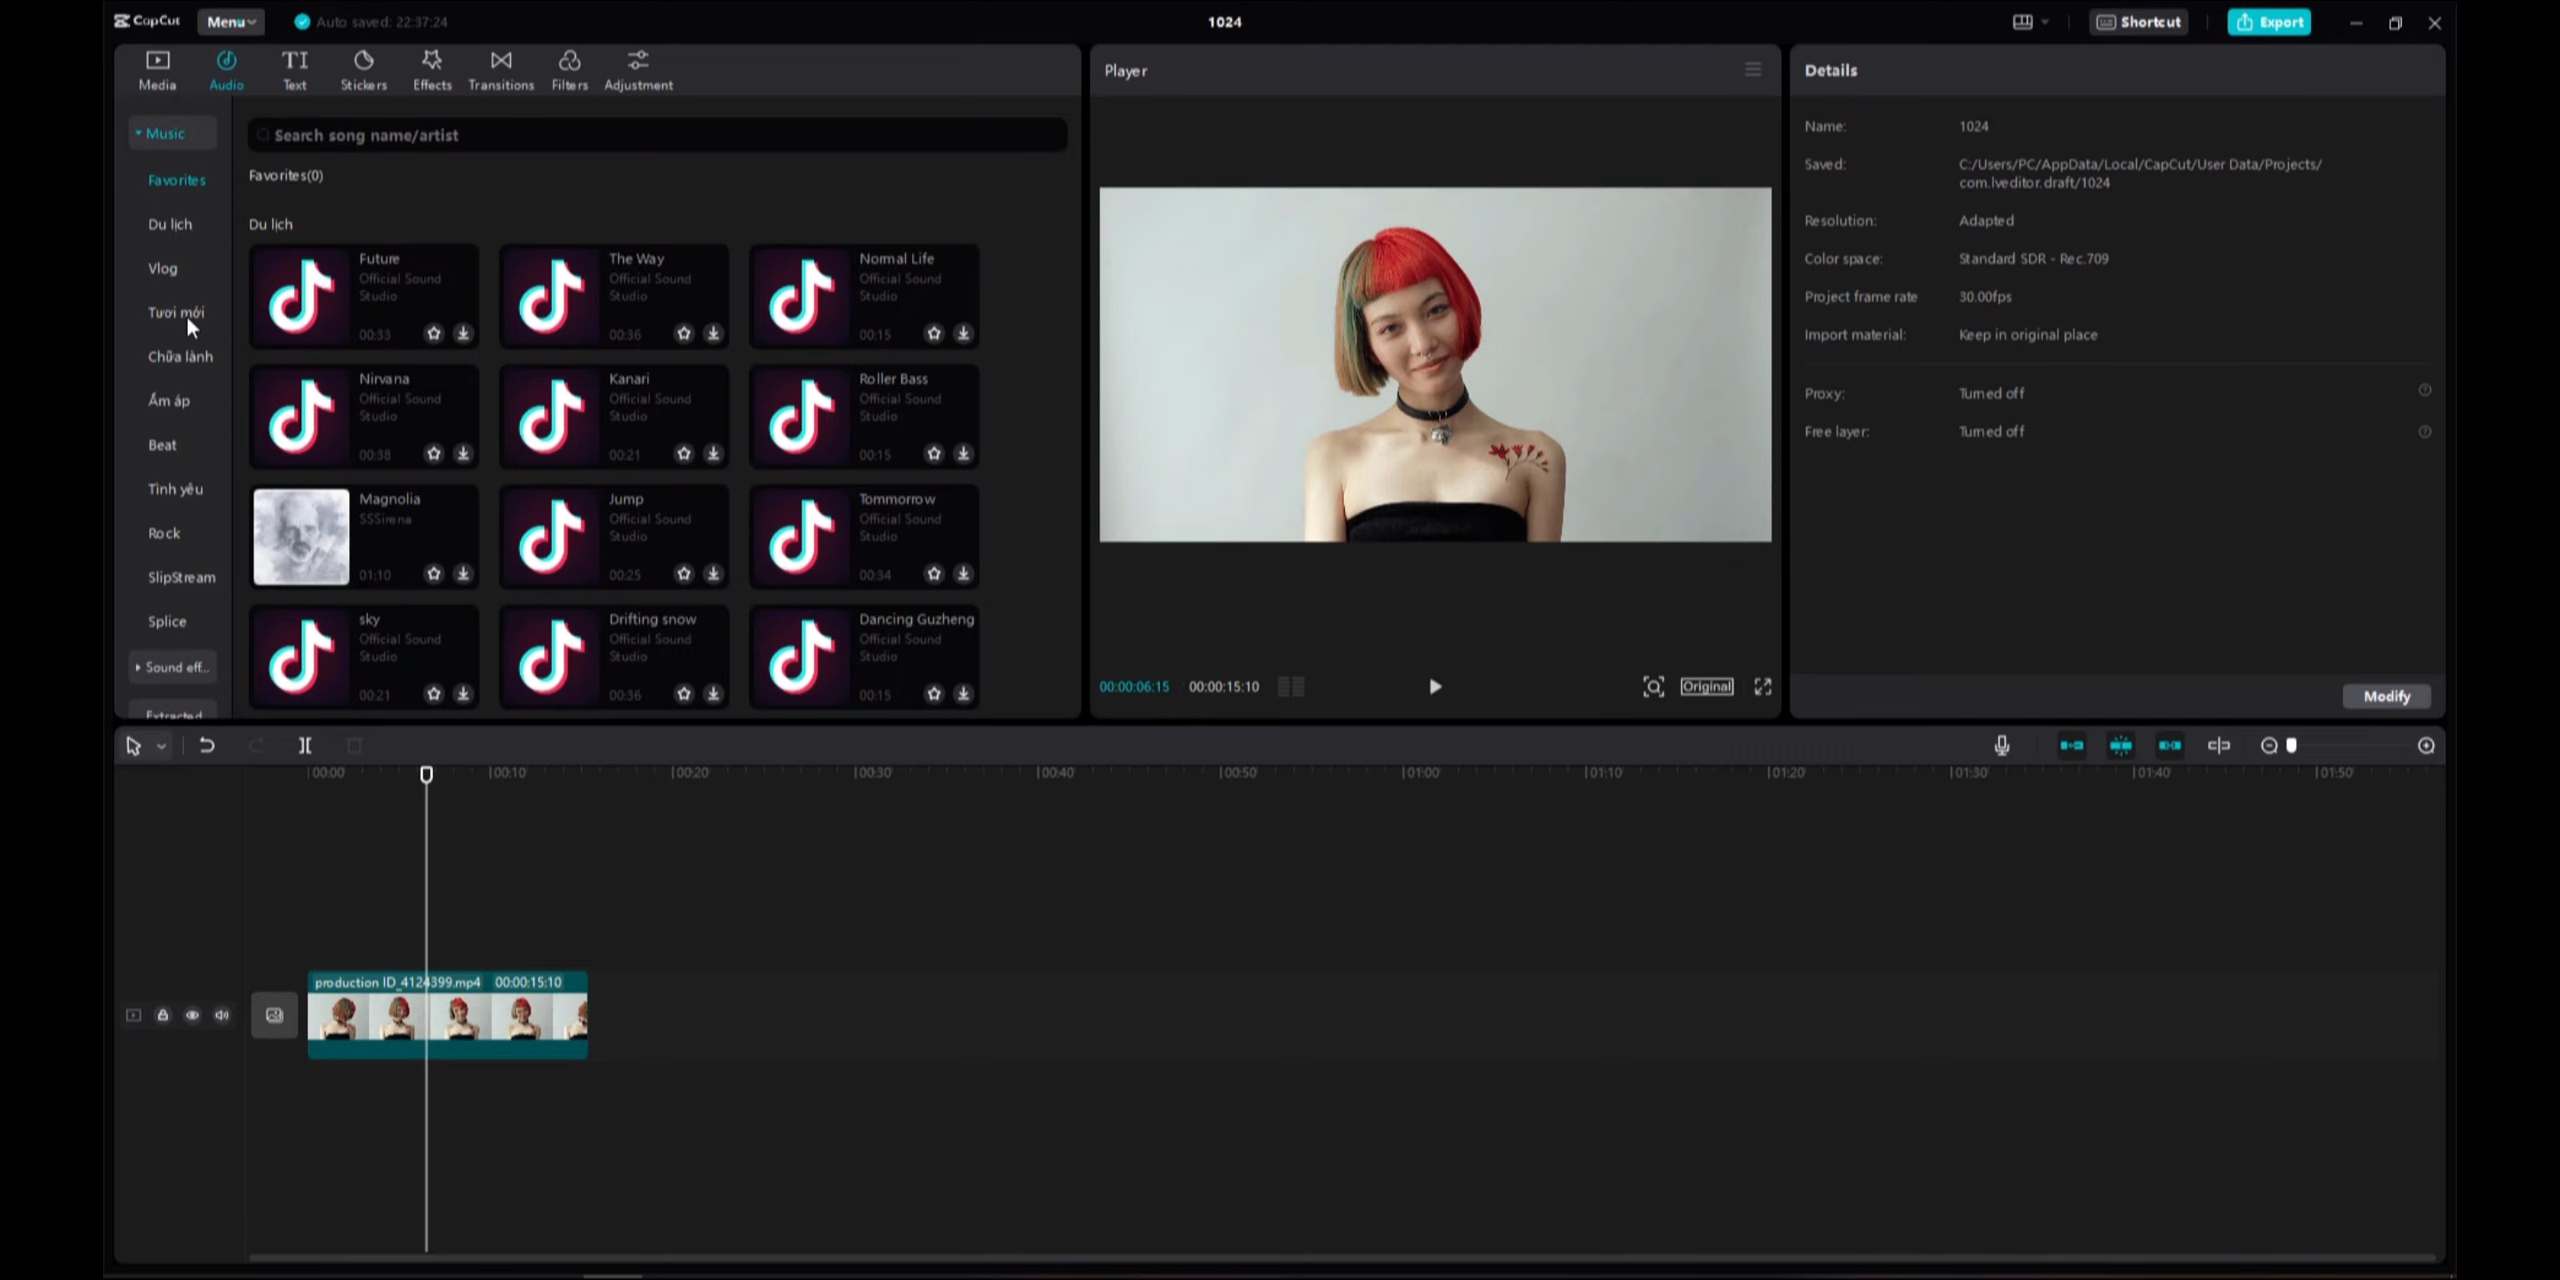 CapCut
Menu
Auto saved: 22:37:24
1024
Shortcut
Export
Media
Audio
TI
Text
Stickers
Effects
Transitions
Filters
Adjustment
Music
Favorites
Du lịch
Vlog
Tươi mới
Chữa lành
Ấm áp
Beat
Tình yêu
Rock
SlipStream
Splice
Sound eff...
Extracted
Search song name/artist
Favorites(0)
Du lịch
Future
Official Sound
Studio
00:33
The Way
Official Sound
Studio
00:36
Normal Life
Official Sound
Studio
00:15
Nirvana
Official Sound
Studio
00:38
Kanari
Official Sound
Studio
00:21
Roller Bass
Official Sound
Studio
00:15
Magnolia
SSSirena
01:10
Jump
Official Sound
Studio
00:25
Tommorrow
Official Sound
Studio
00:34
sky
Official Sound
Studio
00:21
Drifting snow
Official Sound
Studio
00:36
Dancing Guzheng
Official Sound
Studio
00:15
Player
00:00:06:15
00:00:15:10
Original
Details
Name: 1024
Saved: C:/Users/PC/AppData/Local/CapCut/User Data/Projects/
com.lveditor.draft/1024
Resolution: Adapted
Color space: Standard SDR - Rec.709
Project frame rate 30.00fps
Import material: Keep in original place
Proxy: Turned off
Free layer: Turned off
Modify
00:00
00:10
00:20
00:30
00:40
00:50
01:00
01:10
01:20
01:30
01:40
01:50
production ID_4124399.mp4 00:00:15:10